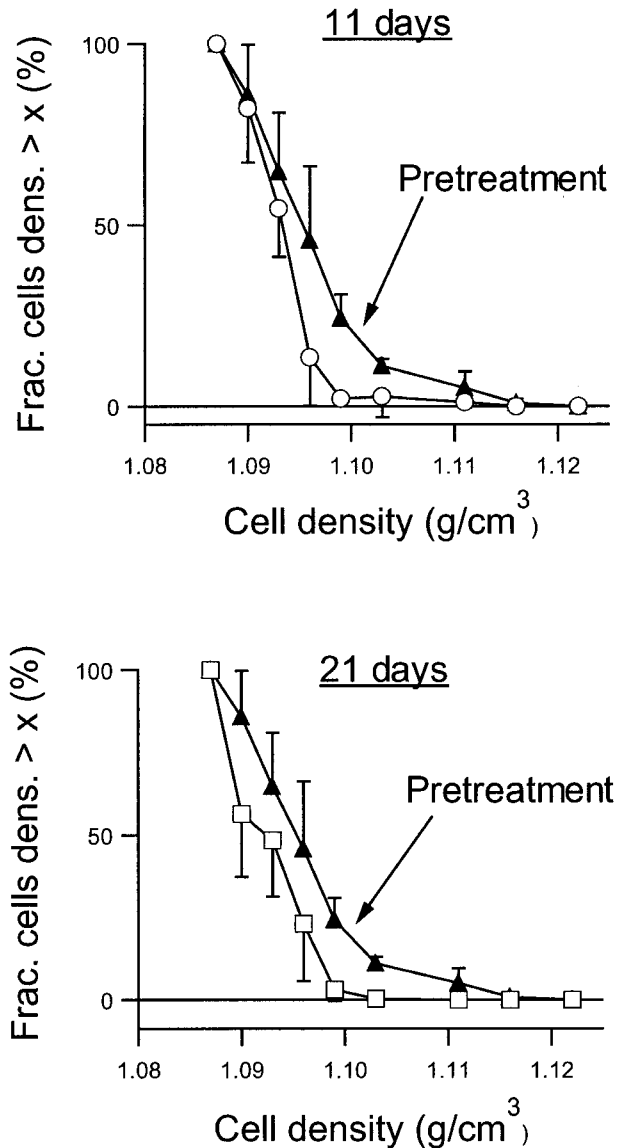 11 days
100
50
0
Frac. cells dens. > x (%)
Pretreatment
1.08 1.09 1.10 1.11 1.12
Cell density (g/cm3)
21 days
100
50
0
Frac. cells dens. > x (%)
Pretreatment
1.08 1.09 1.10 1.11 1.12
Cell density (g/cm3)